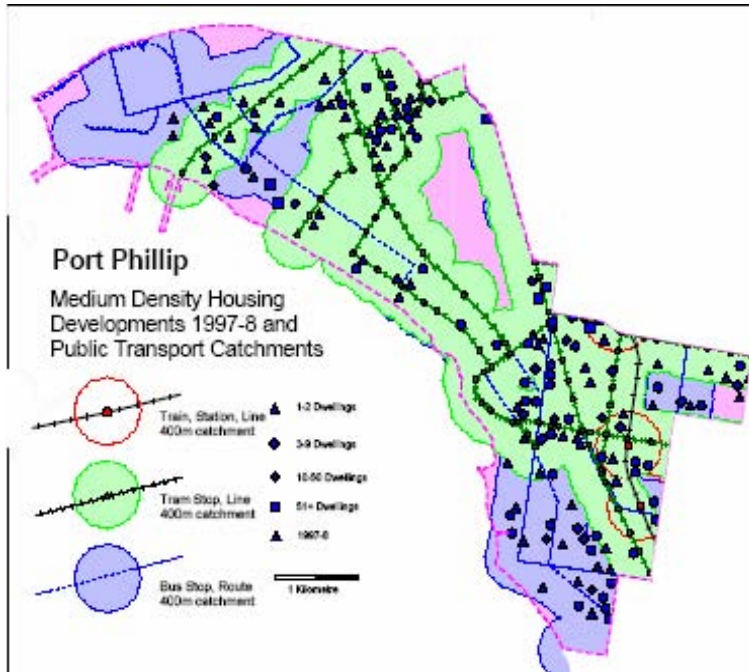 Port Phillip
Medium Density Housing
Developments 1997-8 and
Public Transport Catchments
Train, Station, Line
400m catchment
Tram Stop, Line
400m catchment
Bus Stop, Route
400m catchment
1-2 Dwellings
3-9 Dwellings
10-50 Dwellings
51+ Dwellings
1997-8
1 Kilometre